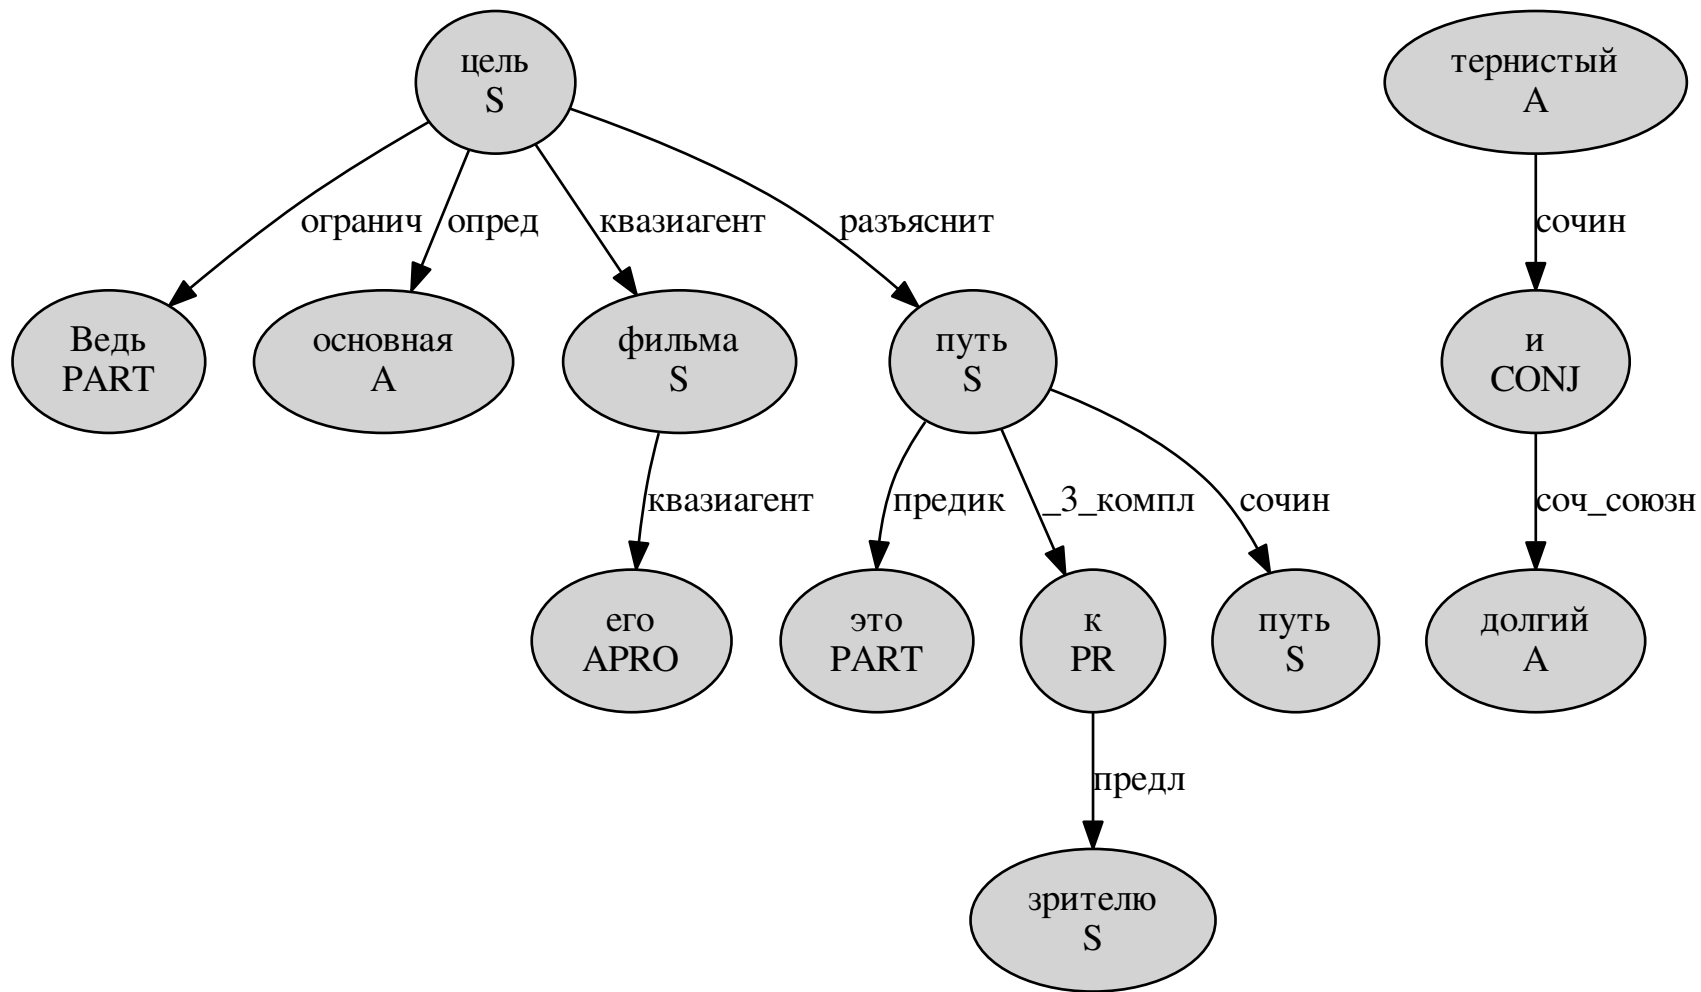 цель
S
тернистый
A
огранич
опред
квазиагент
разъяснит
сочин
Ведь
PART
основная
A
фильма
S
путь
S
и
CONJ
квазиагент
предик
_3_компл
сочин
соч_союзн
его
APRO
это
PART
к
PR
путь
S
долгий
A
предл
зрителю
S